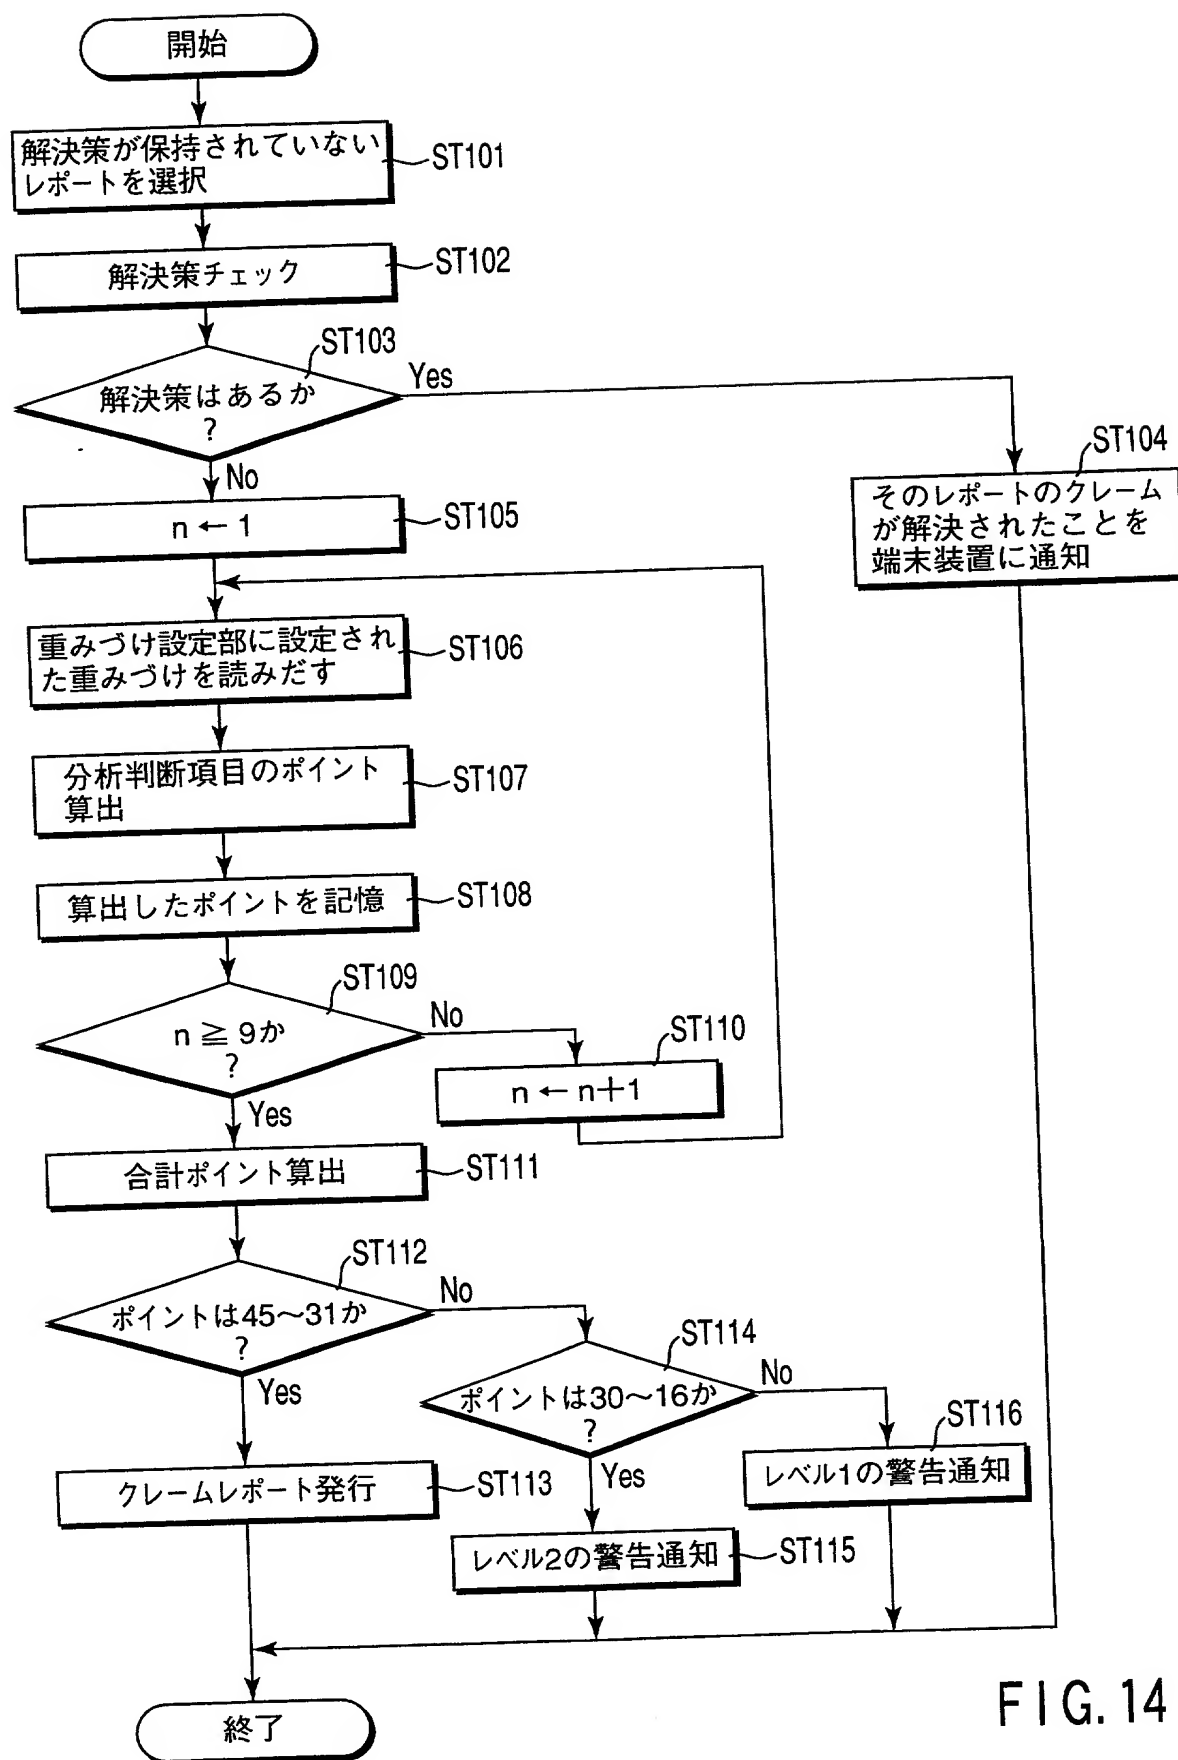 開始
解決策が保持されていない
レポートを選択
ST101
解決策チェック
ST102
ST103
解決策はあるか
?
Yes
No
ST104
そのレポートのクレーム
が解決されたことを
端末装置に通知
n ← 1
ST105
重みづけ設定部に設定され
た重みづけを読みだす
ST106
分析判断項目のポイント
算出
ST107
算出したポイントを記憶
ST108
ST109
n ≧ 9か
?
No
Yes
ST110
n ← n+1
合計ポイント算出
ST111
ST112
ポイントは45〜31か
?
No
Yes
ST114
ポイントは30〜16か
?
No
Yes
ST116
レベル1の警告通知
クレームレポート発行
ST113
レベル2の警告通知
ST115
終了
FIG. 14